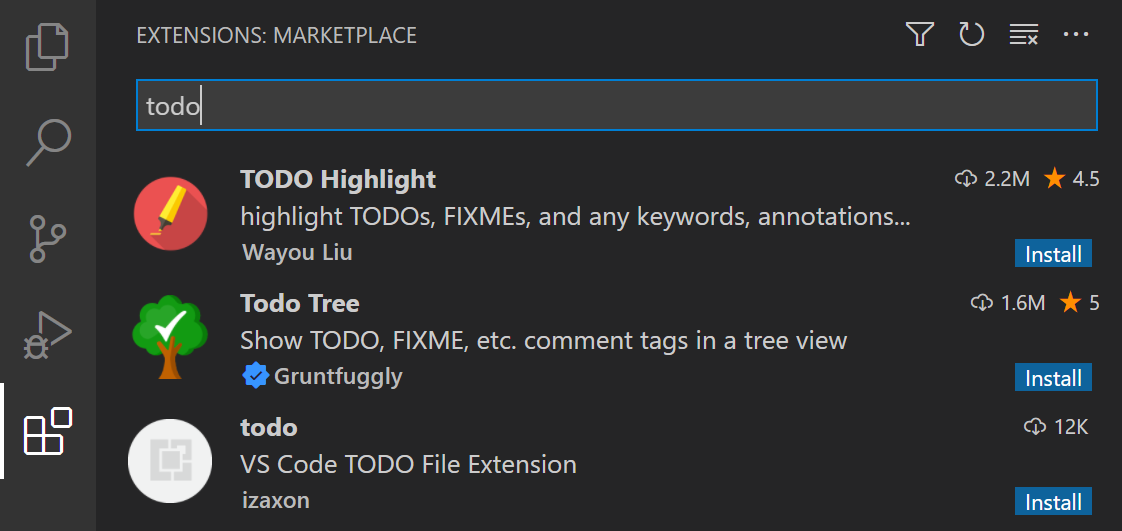 EXTENSIONS: MARKETPLACE
todo
TODO Highlight 2.2M 4.5
highlight TODOs, FIXMEs, and any keywords, annotations...
Wayou Liu Install
Todo Tree 1.6M 5
Show TODO, FIXME, etc. comment tags in a tree view
Gruntfuggly Install
todo 12K
VS Code TODO File Extension
izaxon Install